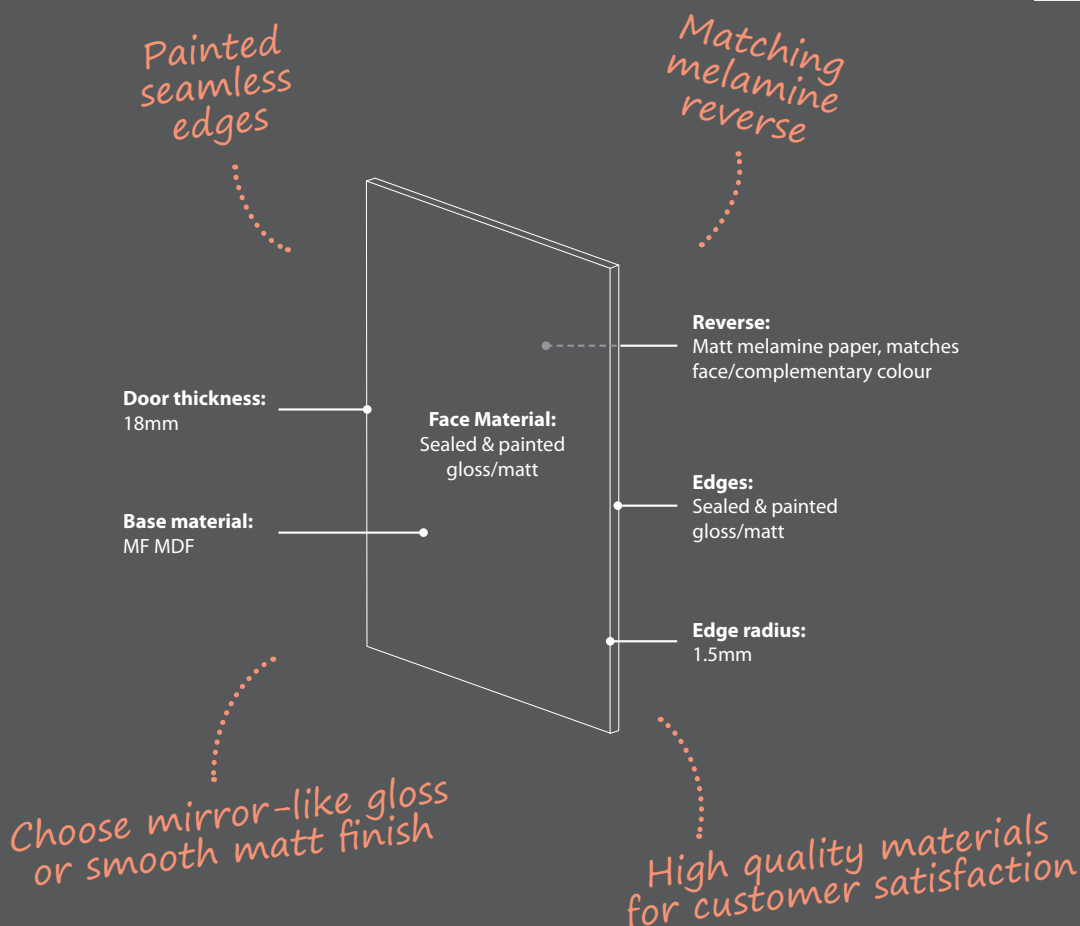 Painted
seamless
edges
Matching
melamine
reverse
Reverse:
Matt melamine paper, matches
face/complementary colour
Door thickness:
18mm
Face Material:
Sealed & painted
gloss/matt
Edges:
Sealed & painted
gloss/matt
Base material:
MF MDF
Edge radius:
1.5mm
Choose mirror-like gloss
or smooth matt finish
High quality materials
for customer satisfaction